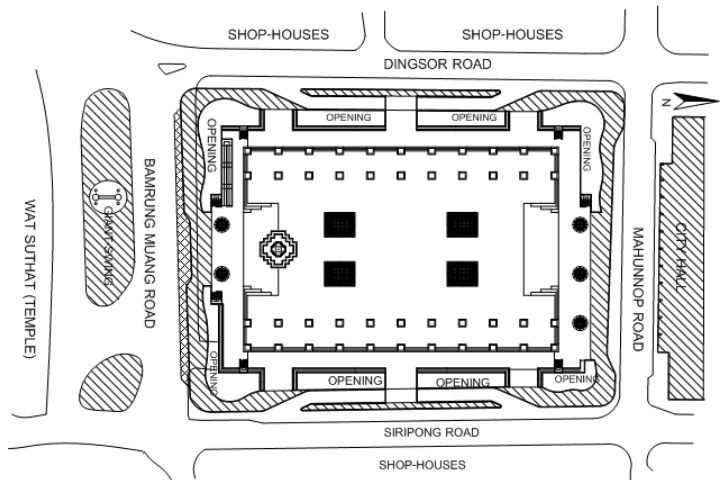 SHOP-HOUSES
SHOP-HOUSES
DINGSOR ROAD
N
OPENING
OPENING
OPENING
OPENING
WAT SUTHAT (TEMPLE)
GIANT SWING
BAMRUNG MUANG ROAD
MAHUNNOP ROAD
CITY HALL
OPENING
OPENING
OPENING
OPENING
SIRIPONG ROAD
SHOP-HOUSES